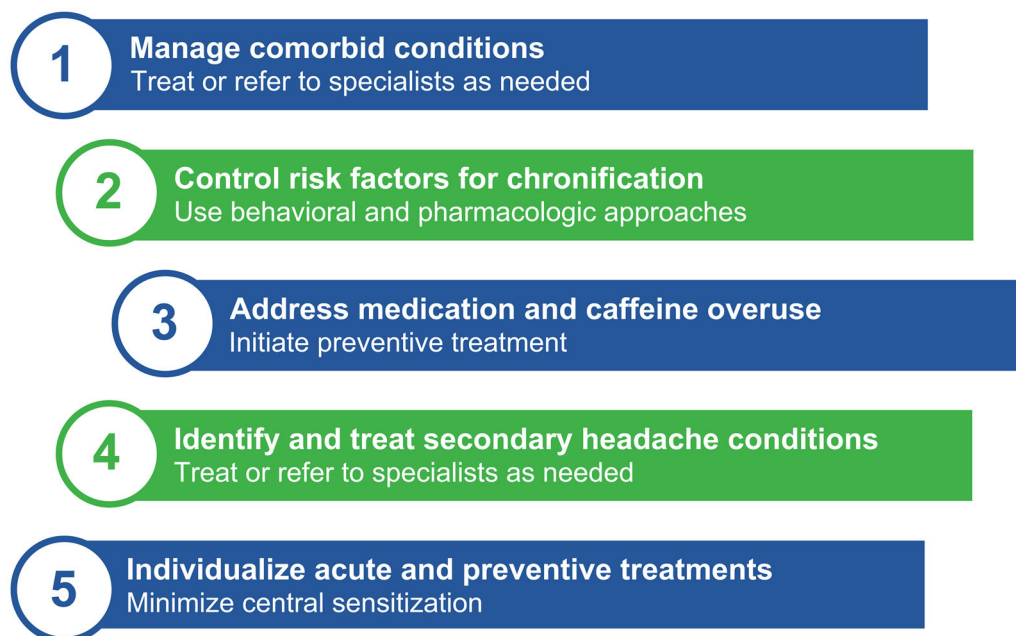 1
Manage comorbid conditions
Treat or refer to specialists as needed
2
Control risk factors for chronification
Use behavioral and pharmacologic approaches
3
Address medication and caffeine overuse
Initiate preventive treatment
4
Identify and treat secondary headache conditions
Treat or refer to specialists as needed
5
Individualize acute and preventive treatments
Minimize central sensitization